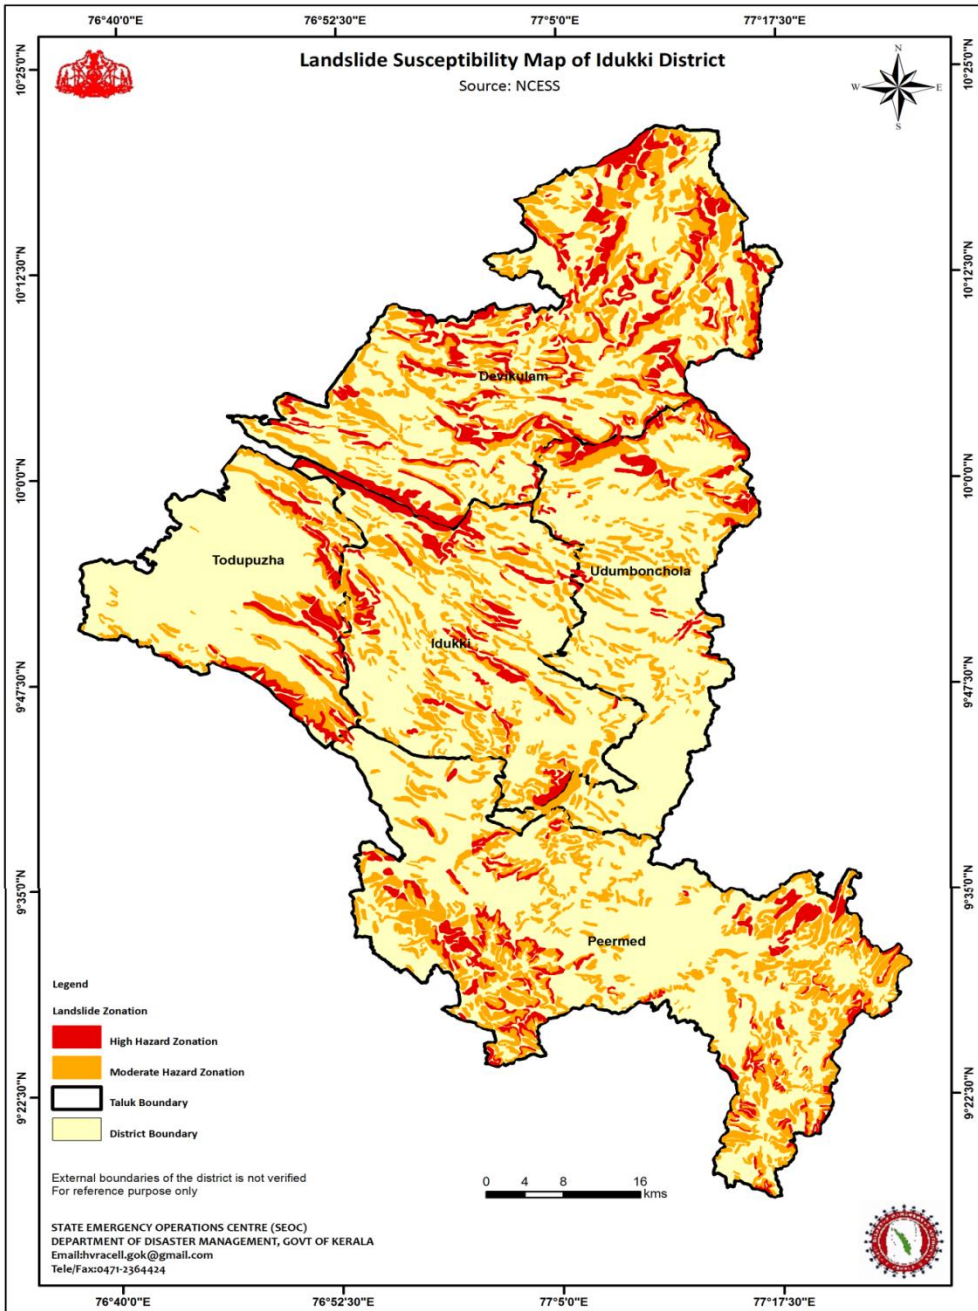 76°40'0"E 76°52'30"E 77°5'0"E 77°17'30"E
Landslide Susceptibility Map of Idukki District
Source: NCESS
N
W E
S
10°25'0"N 10°25'0"N
10°12'30"N 10°12'30"N
Devikulam
10°0'0"N 10°0'0"N
Todupuzha
Udumbonchola
Idukki
9°47'30"N 9°47'30"N
9°35'0"N 9°35'0"N
Peermed
Legend
Landslide Zonation
High Hazard Zonation
Moderate Hazard Zonation
Taluk Boundary
District Boundary
9°22'30"N 9°22'30"N
External boundaries of the district is not verified
For reference purpose only
0 4 8 16
kms
STATE EMERGENCY OPERATIONS CENTRE (SEOC)
DEPARTMENT OF DISASTER MANAGEMENT, GOVT OF KERALA
Email:hvracell.gok@gmail.com
Tele/Fax:0471-2364424
76°40'0"E 76°52'30"E 77°5'0"E 77°17'30"E